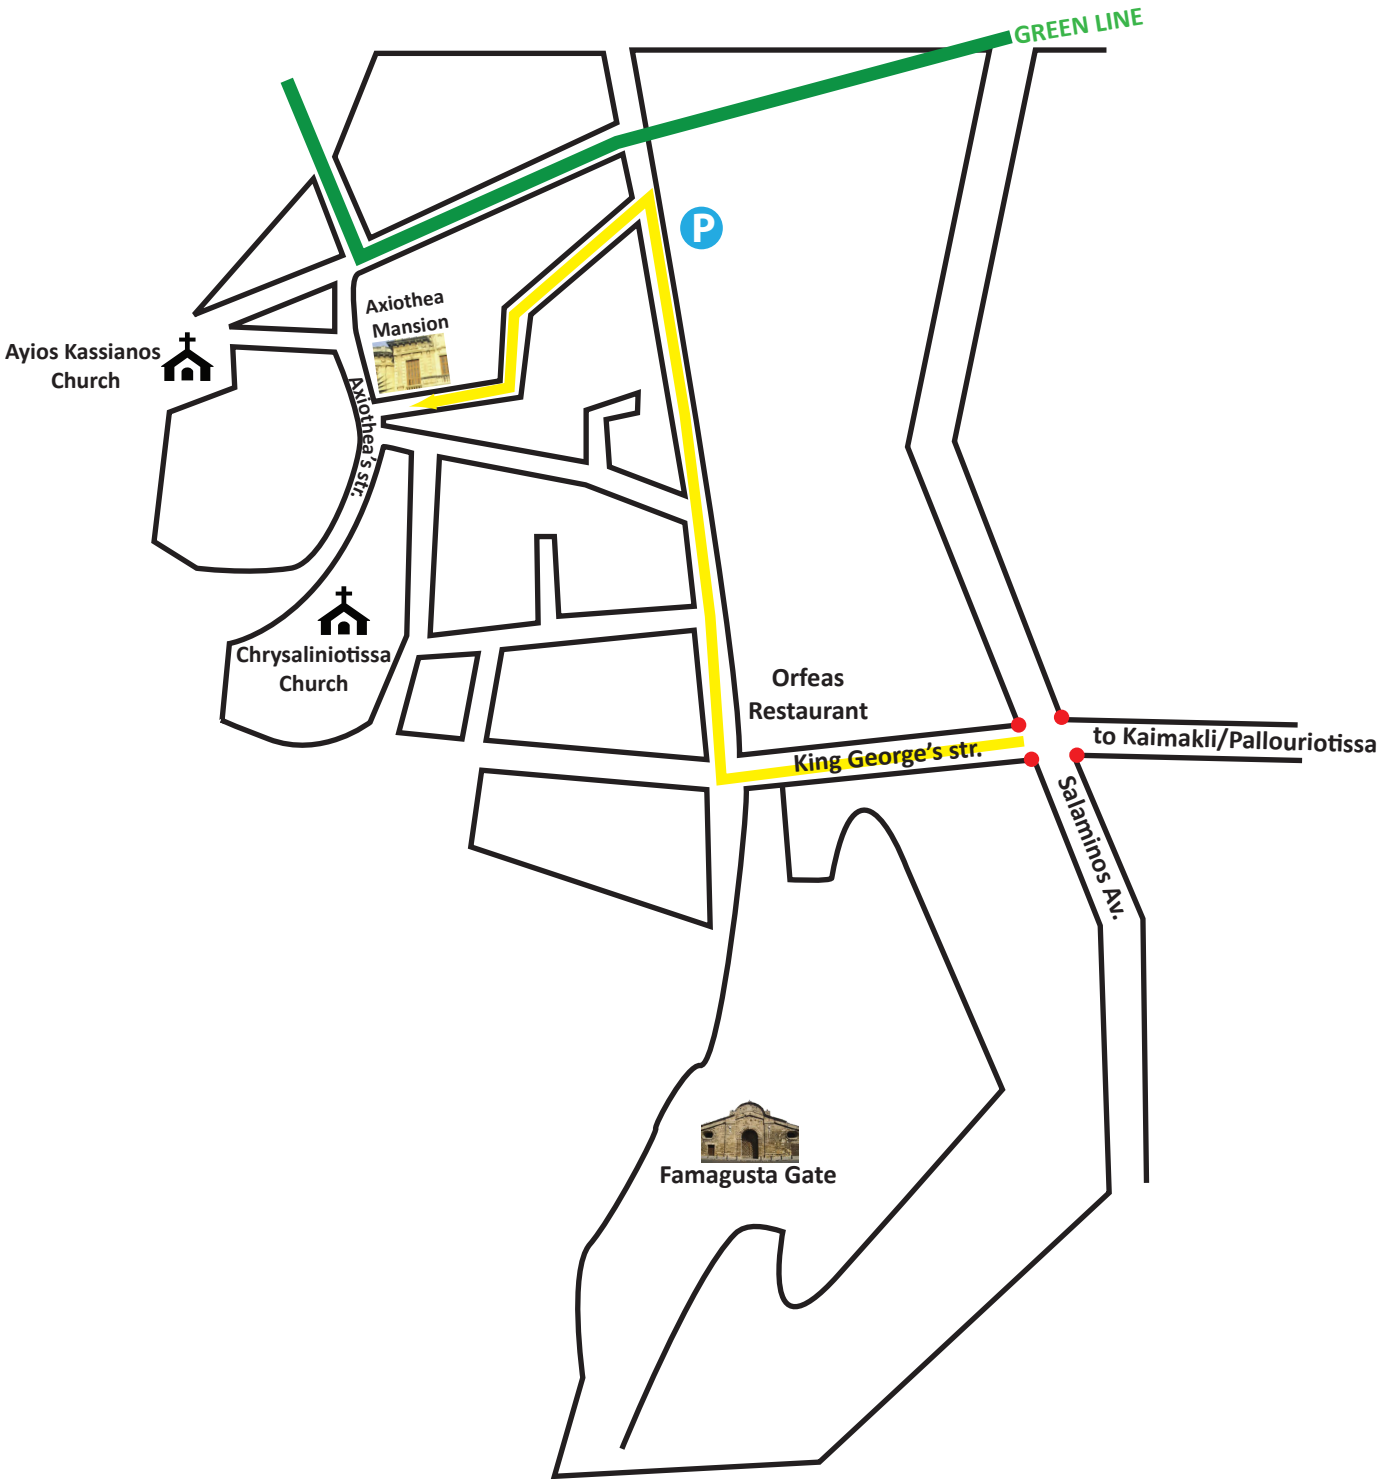 GREEN LINE
P
Axiothea
Mansion
Ayios Kassianos
Church
Axiothea's str.
Chrysaliniotissa
Church
Orfeas
Restaurant
King George's str.
to Kaimakli/Pallouriotissa
Salaminos Av.
Famagusta Gate